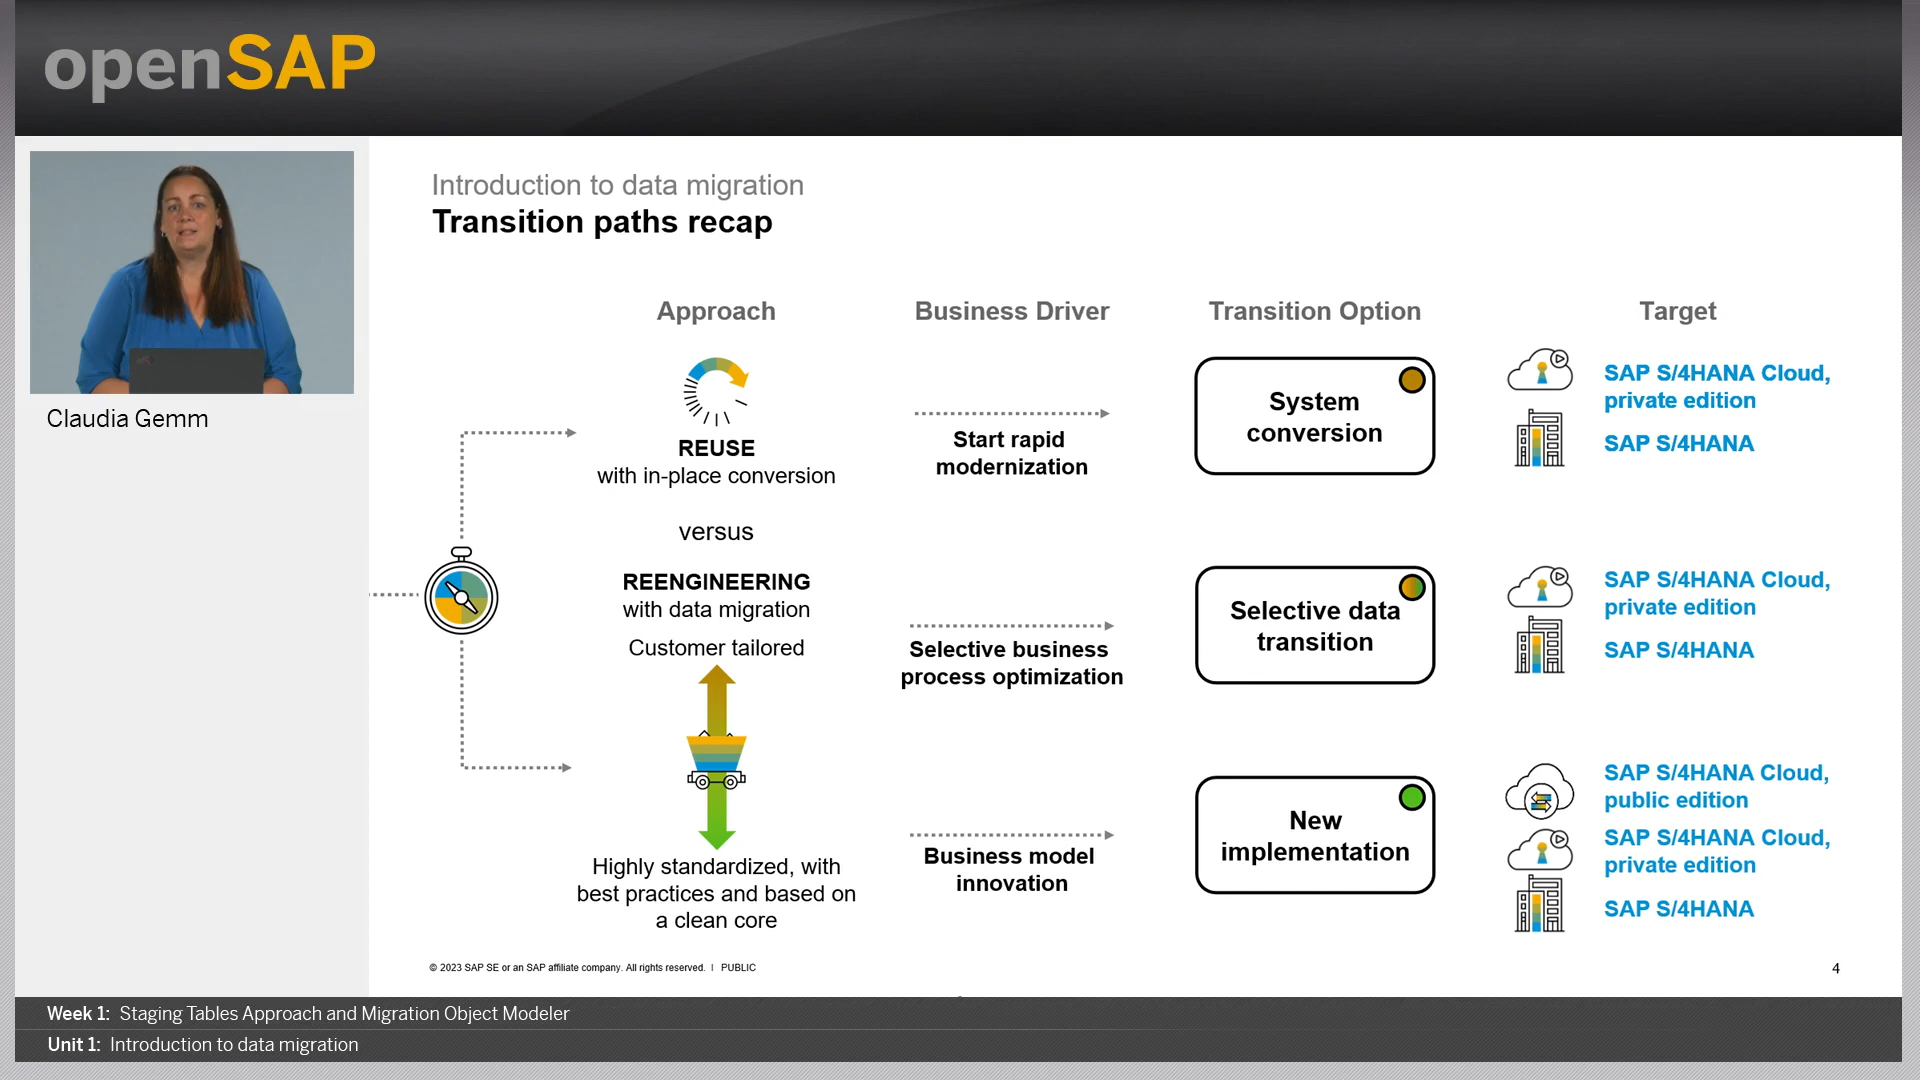 openSAP
Claudia Gemm
Introduction to data migration
Transition paths recap
Approach
Business Driver
Transition Option
Target
REUSE
with in-place conversion
Start rapid
modernization
System
conversion
SAP S/4HANA Cloud,
private edition
SAP S/4HANA
versus
REENGINEERING
with data migration
Customer tailored
Selective business
process optimization
Selective data
transition
SAP S/4HANA Cloud,
private edition
SAP S/4HANA
Highly standardized, with
best practices and based on
a clean core
Business model
innovation
New
implementation
SAP S/4HANA Cloud,
public edition
SAP S/4HANA Cloud,
private edition
SAP S/4HANA
© 2023 SAP SE or an SAP affiliate company. All rights reserved. | PUBLIC
4
Week 1: Staging Tables Approach and Migration Object Modeler
Unit 1: Introduction to data migration